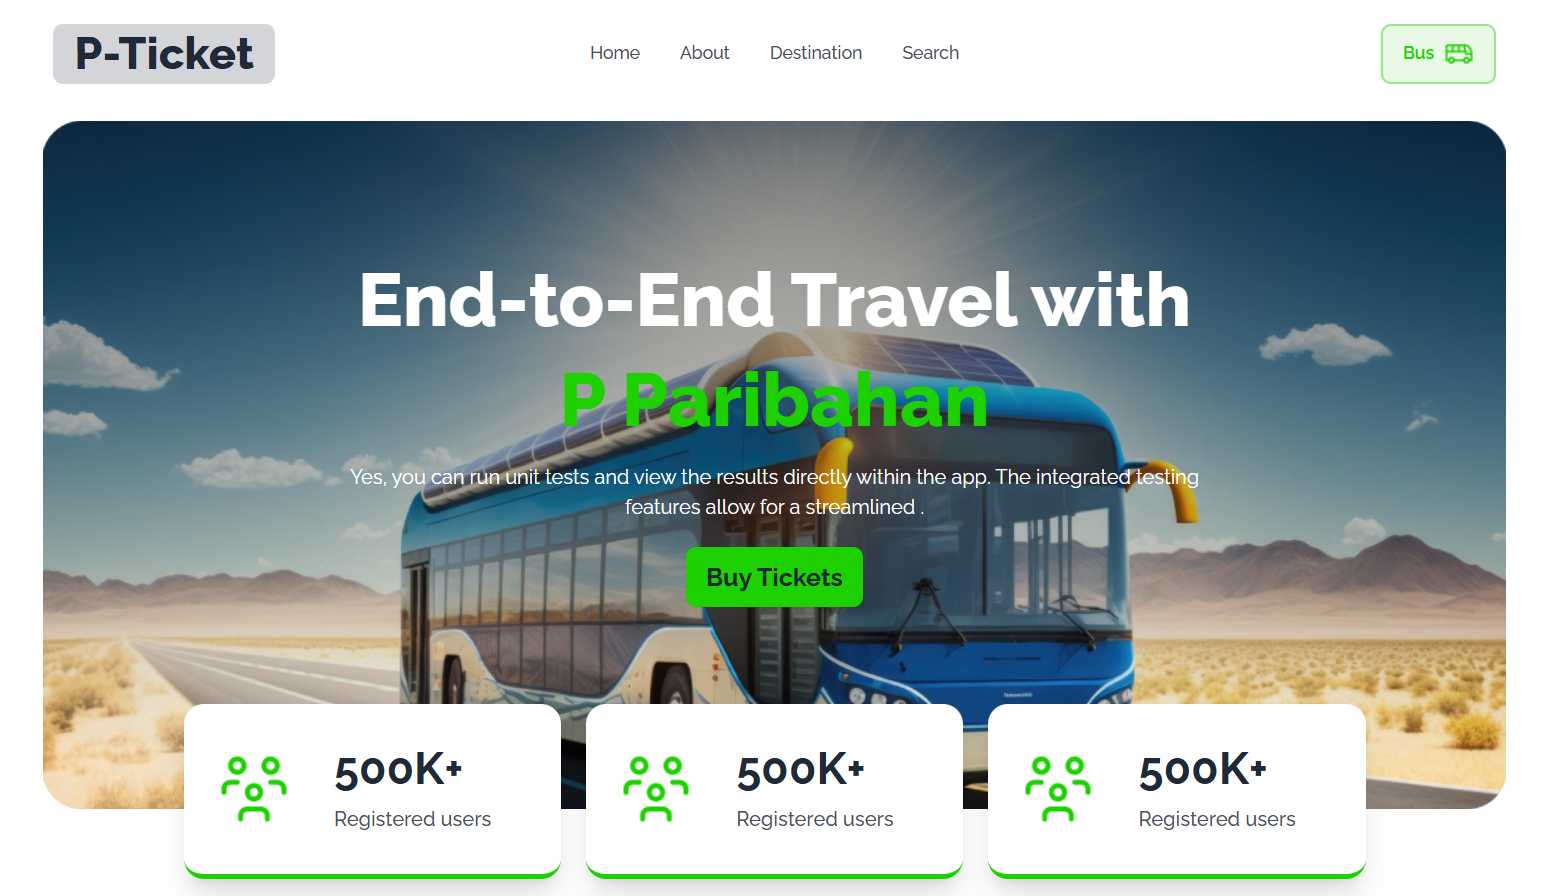 P-Ticket
Home
About
Destination
Search
Bus
End-to-End Travel with
P Paribahan
Yes, you can run unit tests and view the results directly within the app. The integrated testing
features allow for a streamlined .
Buy Tickets
500K+
Registered users
500K+
Registered users
500K+
Registered users